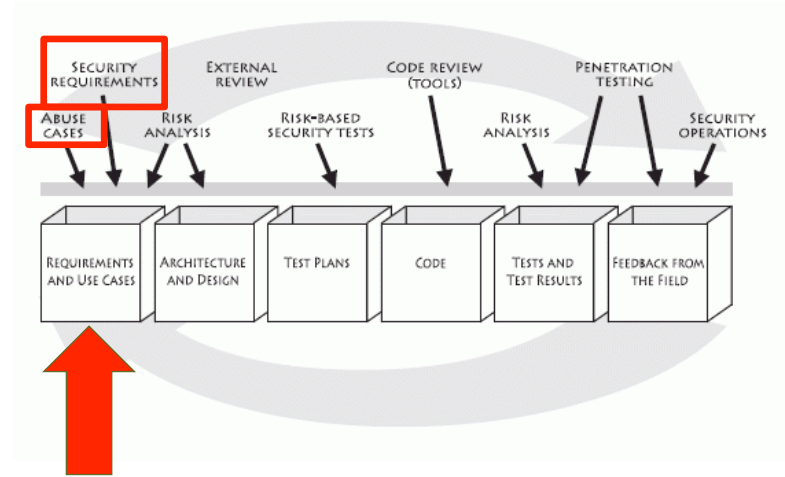 SECURITY
REQUIREMENTS
EXTERNAL
REVIEW
CODE REVIEW
(TOOLS)
PENETRATION
TESTING
ABUSE
CASES
RISK
ANALYSIS
RISK-BASED
SECURITY TESTS
RISK
ANALYSIS
SECURITY
OPERATIONS
REQUIREMENTS
AND USE CASES
ARCHITECTURE
AND DESIGN
TEST PLANS
CODE
TESTS AND
TEST RESULTS
FEEDBACK FROM
THE FIELD